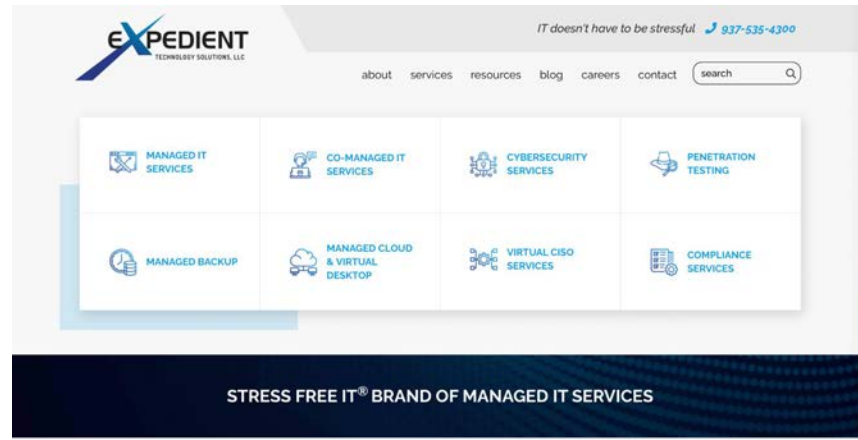 EXPEDIENT
TECHNOLOGY SOLUTIONS, LLC
IT doesn't have to be stressful 937-535-4300
about services resources blog careers contact search
MANAGED IT
SERVICES
CO-MANAGED IT
SERVICES
CYBERSECURITY
SERVICES
PENETRATION
TESTING
MANAGED BACKUP
MANAGED CLOUD
& VIRTUAL
DESKTOP
VIRTUAL CISO
SERVICES
COMPLIANCE
SERVICES
STRESS FREE IT® BRAND OF MANAGED IT SERVICES